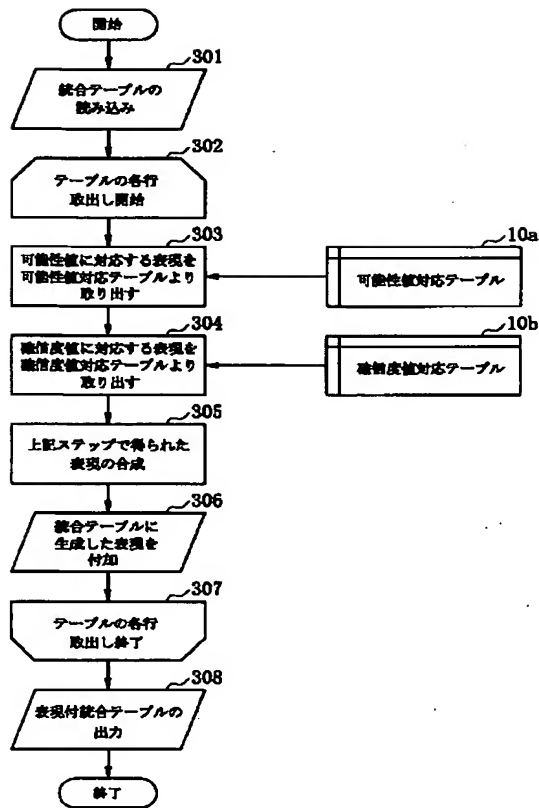 開始
301
統合テーブルの
読み込み
302
テーブルの各行
取出し開始
303
可能性値に対応する表現を
可能性値対応テーブルより
取り出す
10a
可能性値対応テーブル
304
確信度値に対応する表現を
確信度値対応テーブルより
取り出す
10b
確信度値対応テーブル
305
上記ステップで得られた
表現の合成
306
統合テーブルに
生成した表現を
付加
307
テーブルの各行
取出し終了
308
表現付統合テーブルの
出力
終了